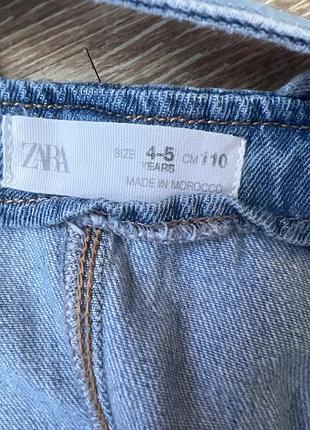 ZARA
SIZE 4-5 CM 110
YEARS
MADE IN MOROCCO